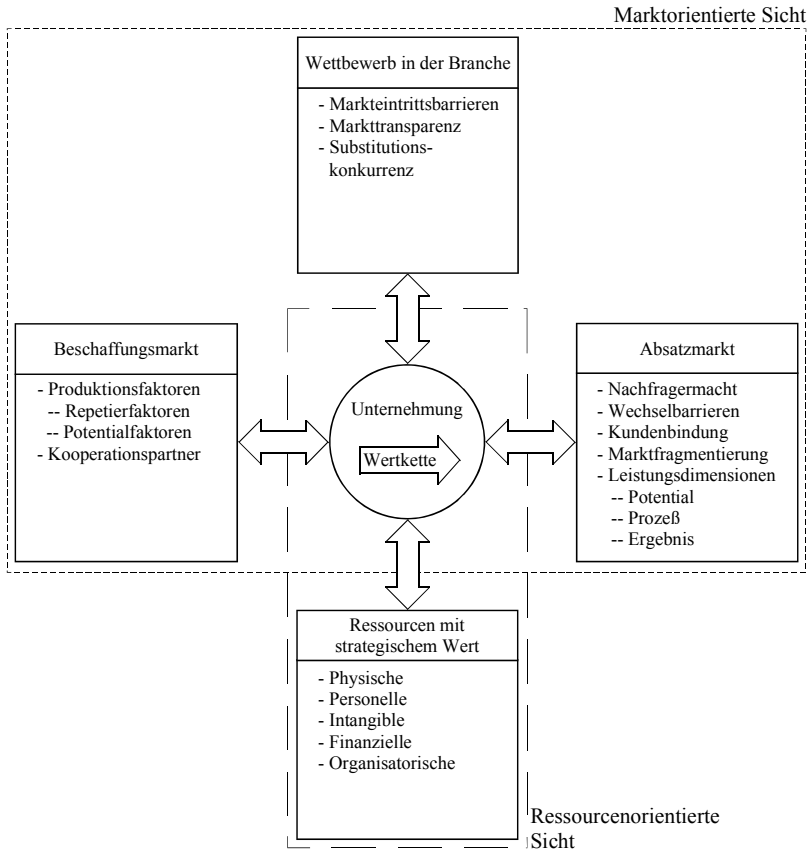 Marktorientierte Sicht
Wettbewerb in der Branche
- Markteintrittsbarrieren
- Markttransparenz
- Substitutions-
konkurrenz
Beschaffungsmarkt
- Produktionsfaktoren
-- Repetierfaktoren
-- Potentialfaktoren
- Kooperationspartner
Unternehmung
Wertkette
Absatzmarkt
- Nachfragermacht
- Wechselbarrieren
- Kundenbindung
- Marktfragmentierung
- Leistungsdimensionen
-- Potential
-- Prozeß
-- Ergebnis
Ressourcen mit
strategischem Wert
- Physische
- Personelle
- Intangible
- Finanzielle
- Organisatorische
Ressourcenorientierte
Sicht